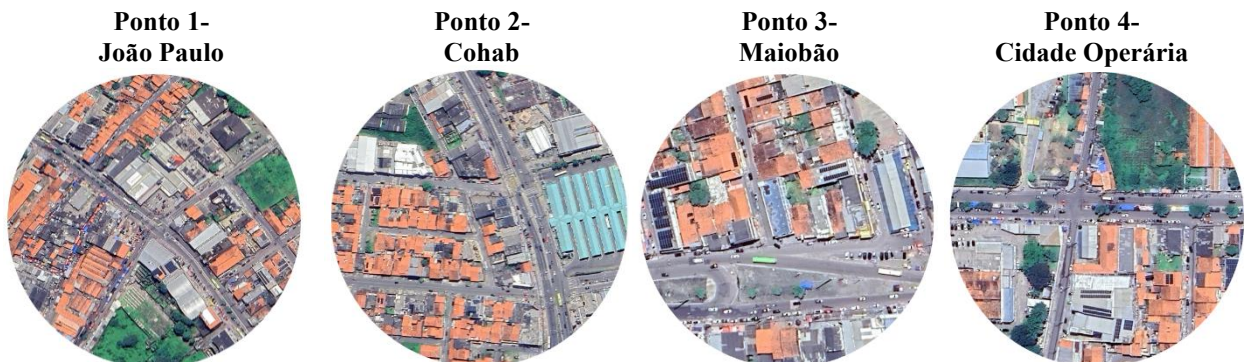 Ponto 1-
João Paulo
Ponto 2-
Cohab
Ponto 3-
Maiobão
Ponto 4-
Cidade Operária